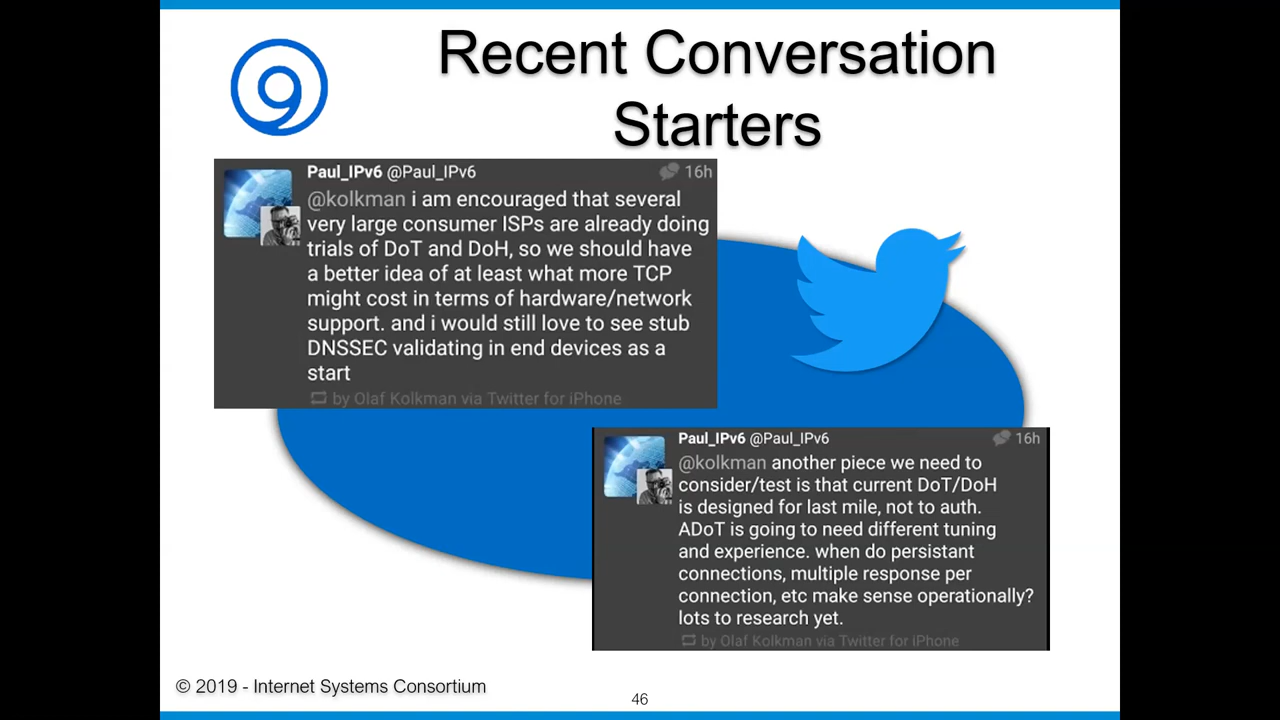 Recent Conversation
Starters
Paul_IPv6 @Paul_IPv6 16h
@kolkman i am encouraged that several
very large consumer ISPs are already doing
trials of DoT and DoH, so we should have
a better idea of at least what more TCP
might cost in terms of hardware/network
support. and i would still love to see stub
DNSSEC validating in end devices as a
start
by Olaf Kolkman via Twitter for iPhone
Paul_IPv6 @Paul_IPv6 16h
@kolkman another piece we need to
consider/test is that current DoT/DoH
is designed for last mile, not to auth.
ADoT is going to need different tuning
and experience. when do persistant
connections, multiple response per
connection, etc make sense operationally?
lots to research yet.
by Olaf Kolkman via Twitter for iPhone
© 2019 - Internet Systems Consortium
46